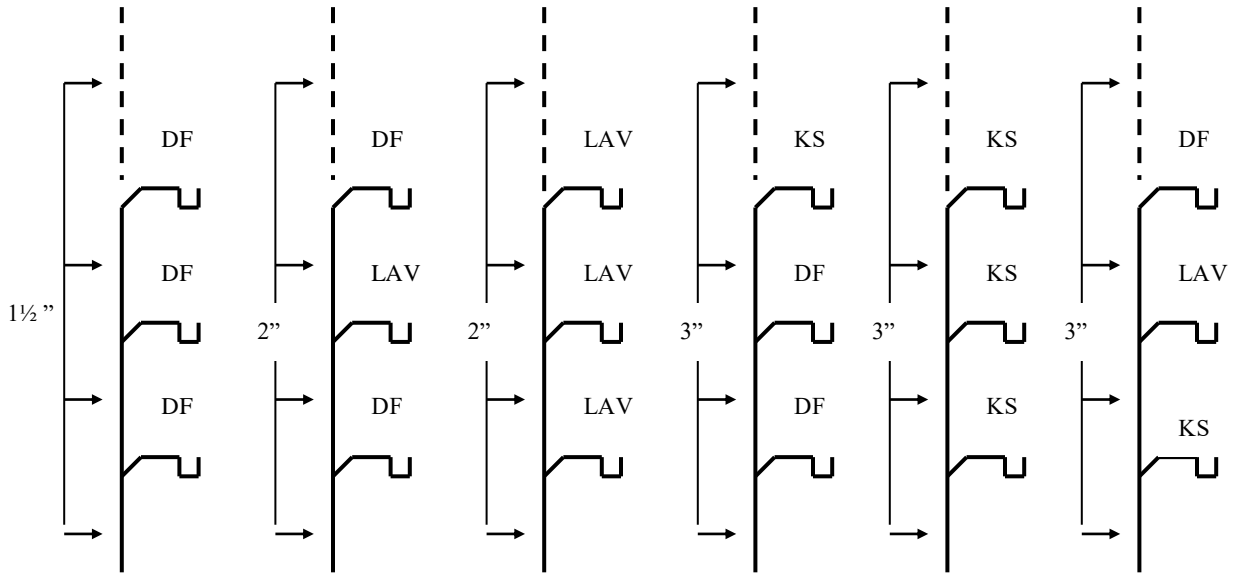 DF DF LAV KS KS DF
DF LAV LAV DF KS LAV
1½ ” 2” 2” 3” 3” 3”
DF DF LAV DF KS
KS